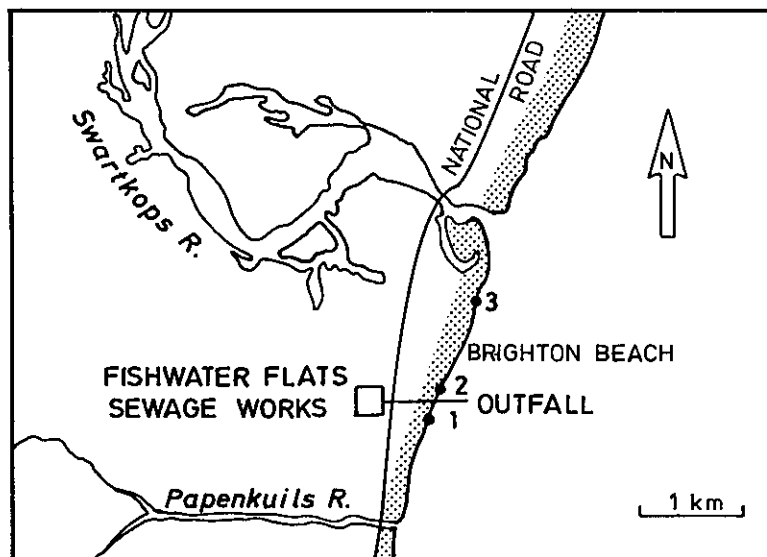 NATIONAL
ROAD
N
Swartkops R.
3
BRIGHTON BEACH
FISHWATER FLATS
SEWAGE WORKS
2
OUTFALL
1
Papenkuils R.
1 km